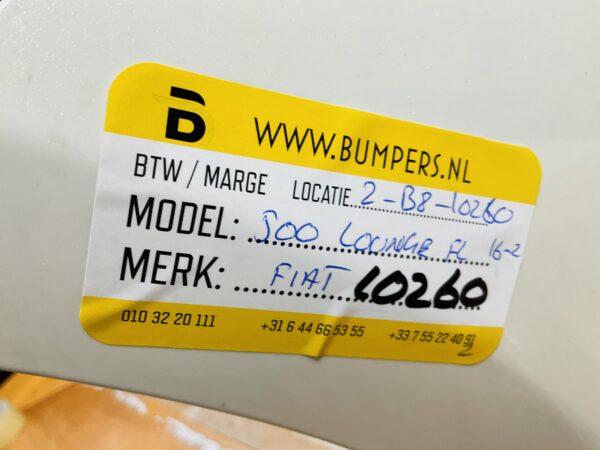 B
WWW.BUMPERS.NL
BTW / MARGE LOCATIE 2-B8-10260
MODEL: 500 LOUNGE FL 16-2
MERK: FIAT 10260
010 32 20 111 +31 6 44 66 53 55 +33 7 55 22 40 91
2